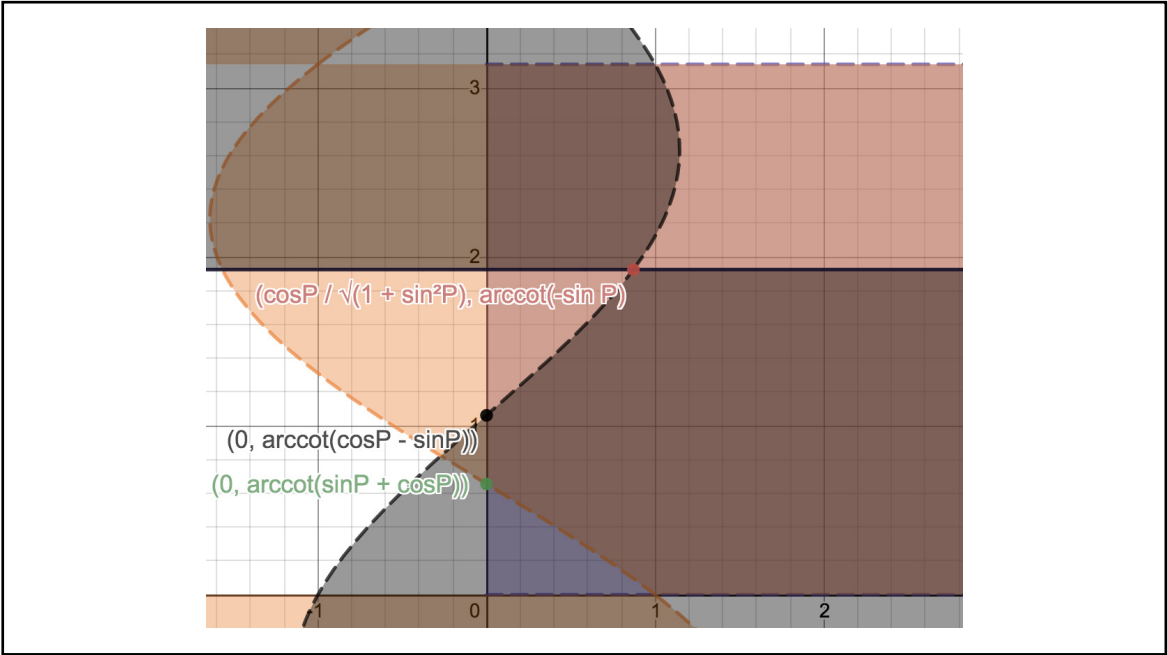 3
2
(cosP / √(1 + sin²P), arccot(-sin P)
1
(0, arccot(cosP - sinP))
(0, arccot(sinP + cosP))
-1 0 1 2